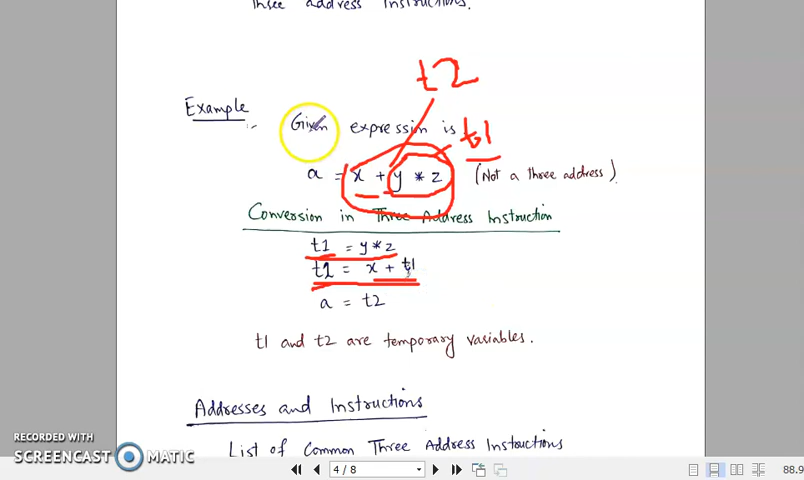 three address instructions.
t2
Example
Given expression is t1
a = x + y * z (Not a three address).
Conversion in Three Address Instruction
t1 = y*z
t2 = x + t1
a = t2
t1 and t2 are temporary variables.
Addresses and Instructions
List of Common Three Address Instructions
RECORDED WITH
SCREENCAST MATIC
4 / 8
88.9